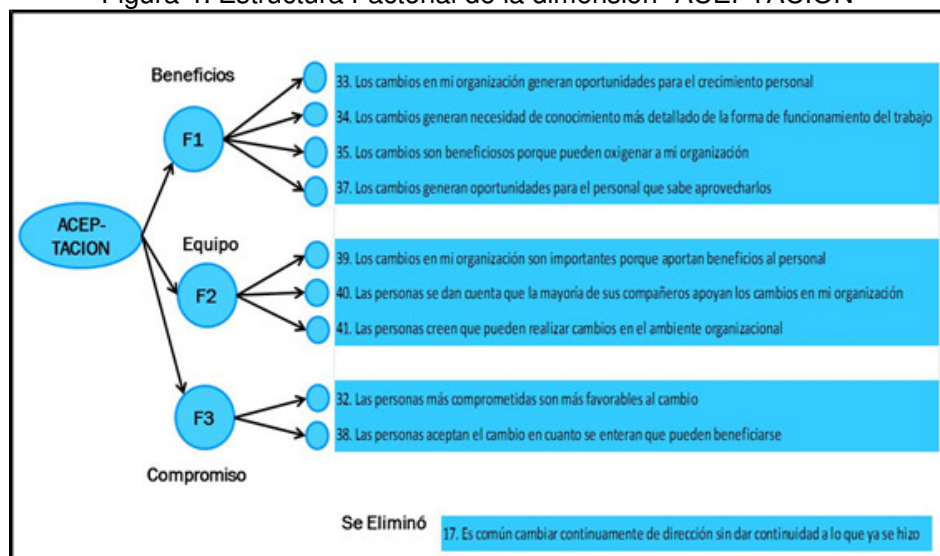 Figura 4. Estructura Factorial de la dimensión "ACEPTACIÓN"
Beneficios
F1
33. Los cambios en mi organización generan oportunidades para el crecimiento personal
34. Los cambios generan necesidad de conocimiento más detallado de la forma de funcionamiento del trabajo
35. Los cambios son beneficiosos porque pueden oxigenar a mi organización
37. Los cambios generan oportunidades para el personal que sabe aprovecharlos
ACEP-
TACION
Equipo
F2
39. Los cambios en mi organización son importantes porque aportan beneficios al personal
40. Las personas se dan cuenta que la mayoría de sus compañeros apoyan los cambios en mi organización
41. Las personas creen que pueden realizar cambios en el ambiente organizacional
F3
Compromiso
32. Las personas más comprometidas son más favorables al cambio
38. Las personas aceptan el cambio en cuanto se enteran que pueden beneficiarse
Se Eliminó
17. Es común cambiar continuamente de dirección sin dar continuidad a lo que ya se hizo